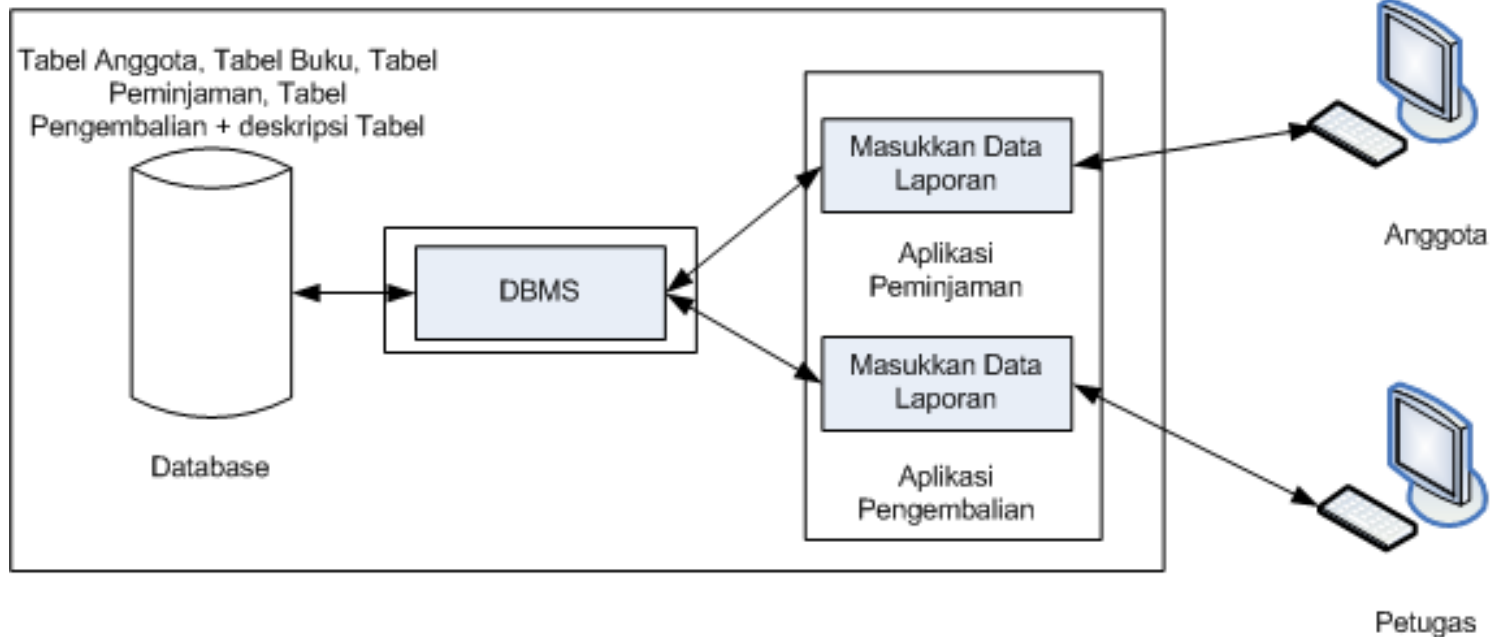 Tabel Anggota, Tabel Buku, Tabel
Peminjaman, Tabel
Pengembalian + deskripsi Tabel
Database
DBMS
Masukkan Data
Laporan
Aplikasi
Peminjaman
Masukkan Data
Laporan
Aplikasi
Pengembalian
Anggota
Petugas